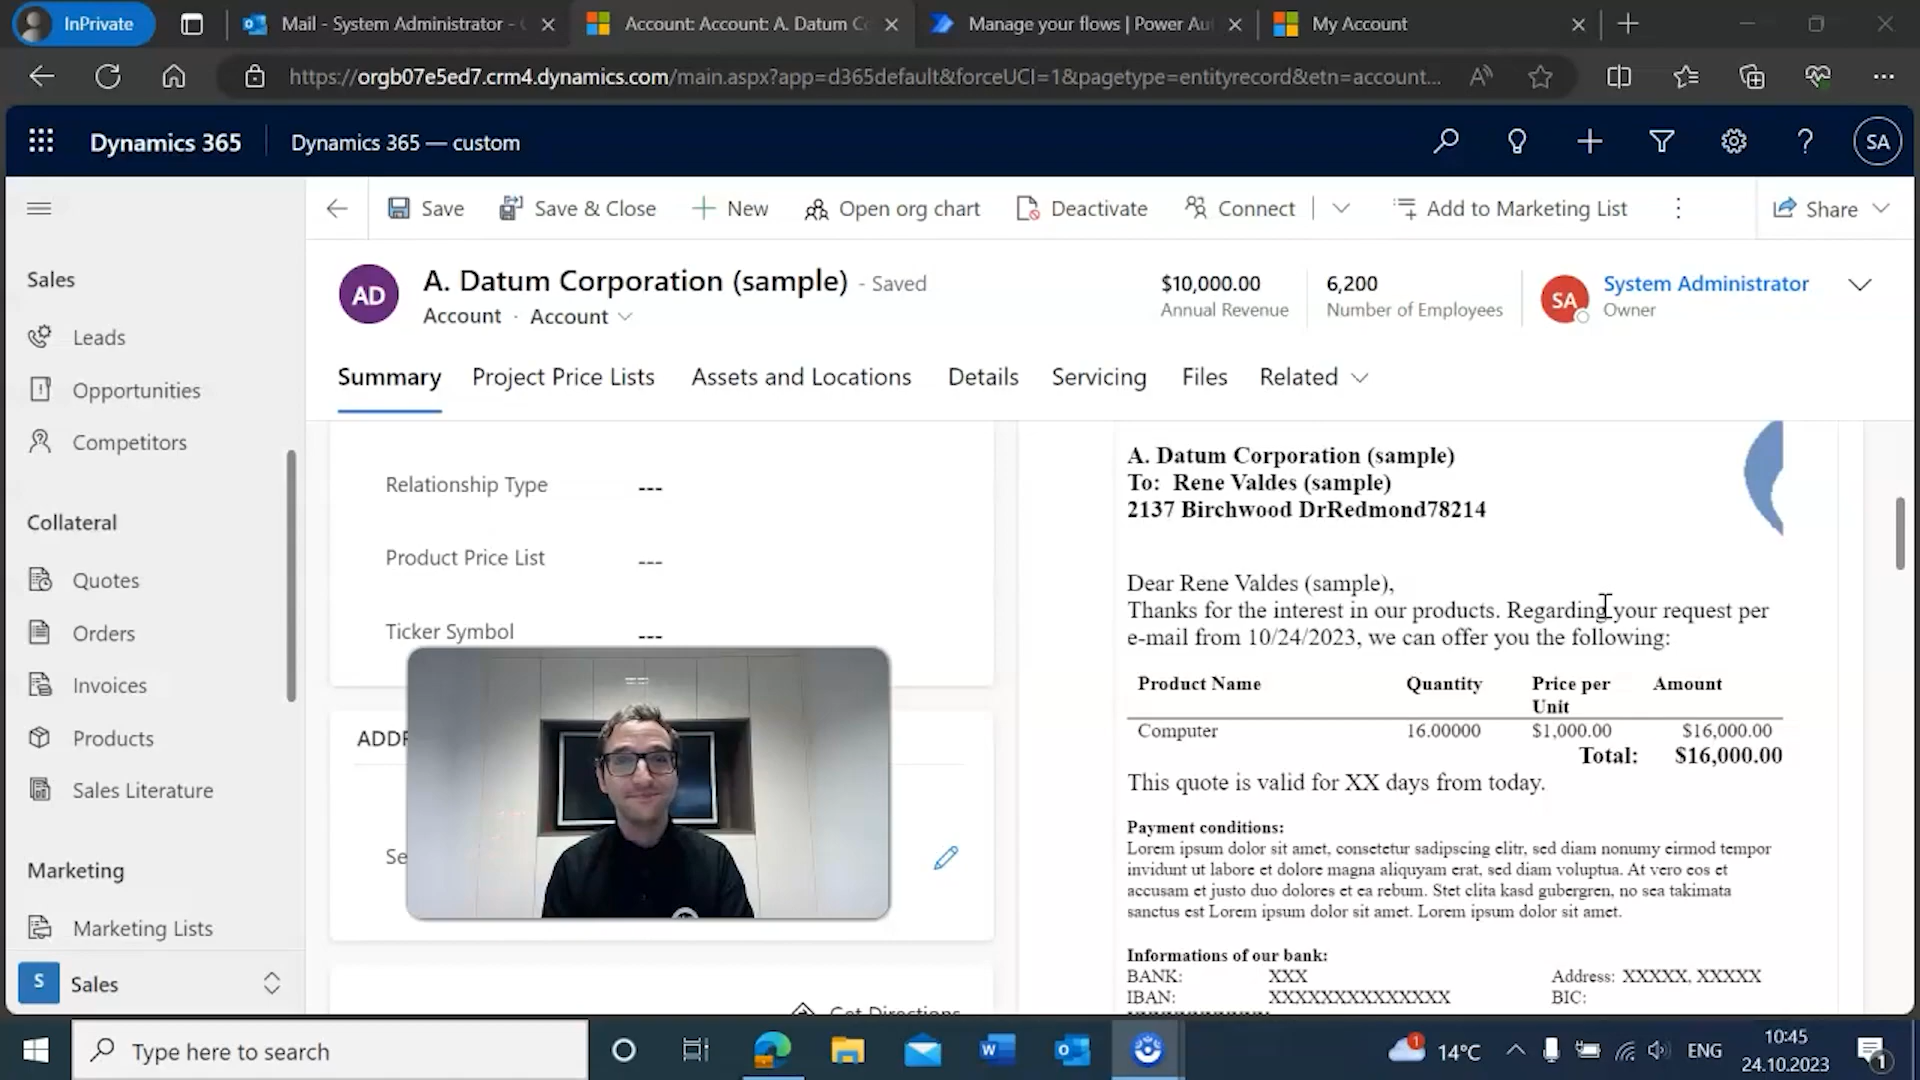 InPrivate
Mail - System Administrator -
Account: Account: A. Datum Co
Manage your flows | Power Aut
My Account
https://orgb07e5ed7.crm4.dynamics.com/main.aspx?app=d365default&forceUCI=1&pagetype=entityrecord&etn=account...
Dynamics 365
Dynamics 365 — custom
SA
Save
Save & Close
New
Open org chart
Deactivate
Connect
Add to Marketing List
Share
AD
A. Datum Corporation (sample) - Saved
Account · Account
$10,000.00
Annual Revenue
6,200
Number of Employees
SA
System Administrator
Owner
Summary
Project Price Lists
Assets and Locations
Details
Servicing
Files
Related
Sales
Leads
Opportunities
Competitors
Collateral
Quotes
Orders
Invoices
Products
Sales Literature
Marketing
Marketing Lists
S
Sales
Relationship Type ---
Product Price List ---
Ticker Symbol ---
ADDR
Se
Get Directions
A. Datum Corporation (sample)
To: Rene Valdes (sample)
2137 Birchwood DrRedmond78214
Dear Rene Valdes (sample),
Thanks for the interest in our products. Regarding your request per
e-mail from 10/24/2023, we can offer you the following:
Product Name Quantity Price per Unit Amount
Computer 16.00000 $1,000.00 $16,000.00
Total: $16,000.00
This quote is valid for XX days from today.
Payment conditions:
Lorem ipsum dolor sit amet, consetetur sadipscing elitr, sed diam nonumy eirmod tempor
invidunt ut labore et dolore magna aliquyam erat, sed diam voluptua. At vero eos et
accusam et justo duo dolores et ea rebum. Stet clita kasd gubergren, no sea takimata
sanctus est Lorem ipsum dolor sit amet. Lorem ipsum dolor sit amet.
Informations of our bank:
BANK: XXX Address: XXXXX, XXXXX
IBAN: XXXXXXXXXXXXXX BIC:
Type here to search
1
14°C
ENG
10:45
24.10.2023
1